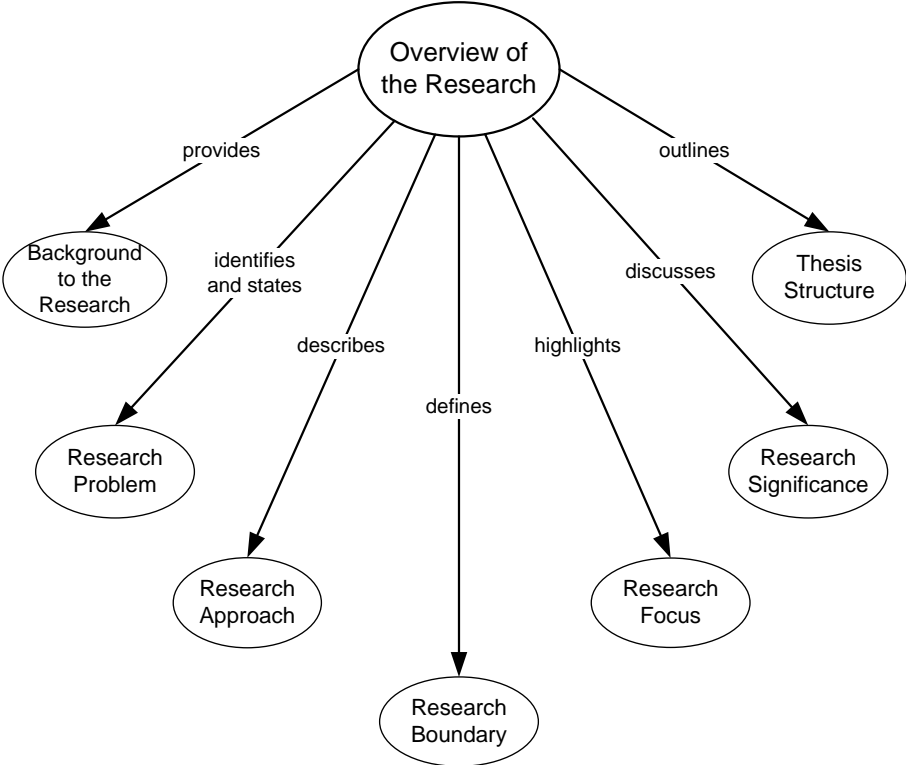 Overview of
the Research
provides
outlines
Background
to the
Research
identifies
and states
discusses
Thesis
Structure
describes
highlights
defines
Research
Problem
Research
Significance
Research
Approach
Research
Focus
Research
Boundary